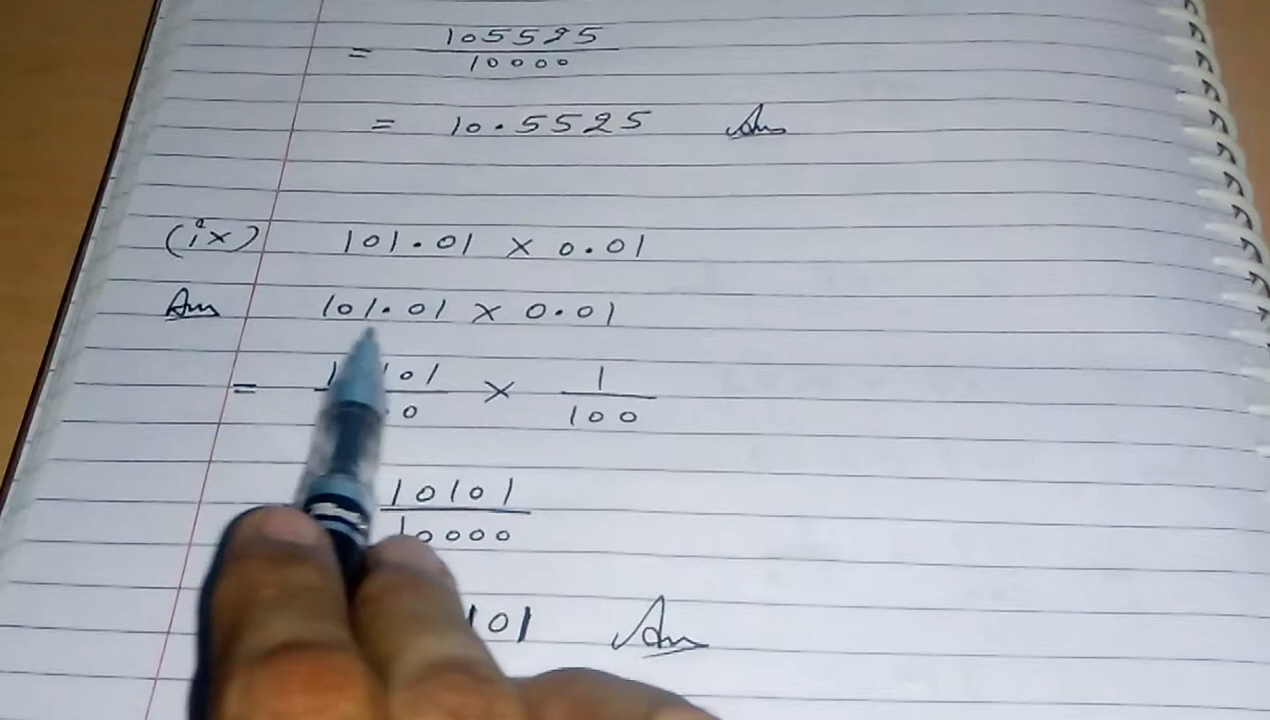 = 105525
10000
= 10.5525 Ans
(ix) 101.01 × 0.01
Ans 101.01 × 0.01
= × 1
100
10101
10000
101 Ans